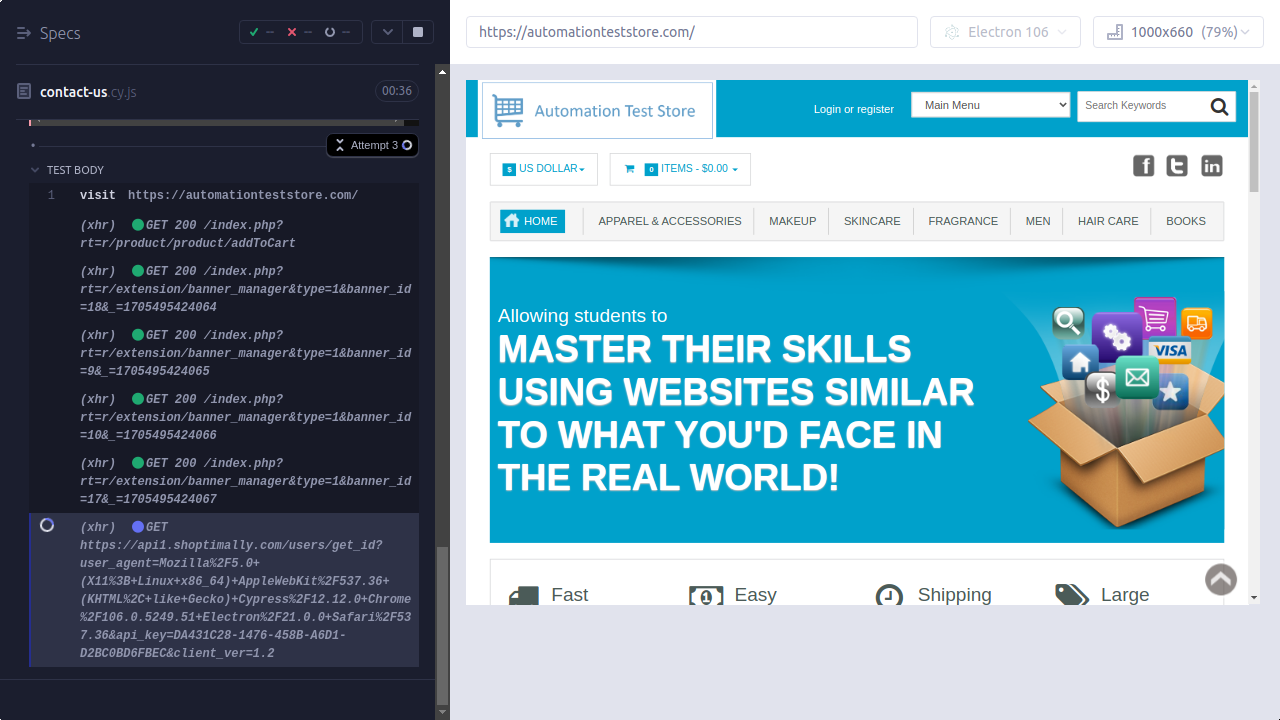 Specs
--
--
--
contact-us.cy.js
00:36
Attempt 3
TEST BODY
1 visit https://automationteststore.com/
(xhr) GET 200 /index.php?
rt=r/product/product/addToCart
(xhr) GET 200 /index.php?
rt=r/extension/banner_manager&type=1&banner_id
=18&_=1705495424064
(xhr) GET 200 /index.php?
rt=r/extension/banner_manager&type=1&banner_id
=9&_=1705495424065
(xhr) GET 200 /index.php?
rt=r/extension/banner_manager&type=1&banner_id
=10&_=1705495424066
(xhr) GET 200 /index.php?
rt=r/extension/banner_manager&type=1&banner_id
=17&_=1705495424067
(xhr) GET
https://api1.shoptimally.com/users/get_id?
user_agent=Mozilla%2F5.0+
(X11%3B+Linux+x86_64)+AppleWebKit%2F537.36+
(KHTML%2C+like+Gecko)+Cypress%2F12.12.0+Chrome
%2F106.0.5249.51+Electron%2F21.0.0+Safari%2F53
7.36&api_key=DA431C28-1476-458B-A6D1-
D2BC0BD6FBEC&client_ver=1.2
https://automationteststore.com/
Electron 106
1000x660 (79%)
Automation Test Store
Login or register
Main Menu
Search Keywords
$ US DOLLAR
0 ITEMS - $0.00
f t in
HOME APPAREL & ACCESSORIES MAKEUP SKINCARE FRAGRANCE MEN HAIR CARE BOOKS
Allowing students to
MASTER THEIR SKILLS
USING WEBSITES SIMILAR
TO WHAT YOU'D FACE IN
THE REAL WORLD!
VISA
$
1
Fast Easy Shipping Large